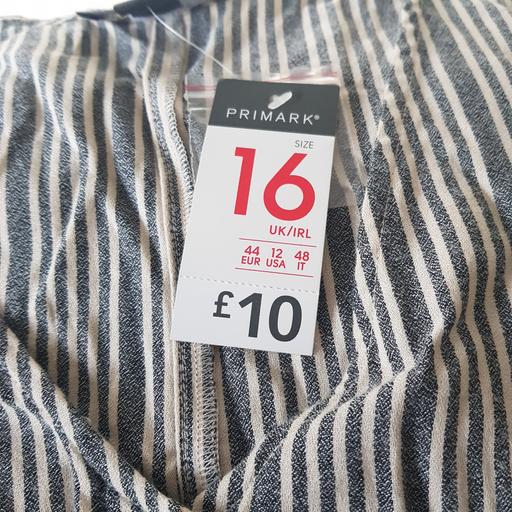 PRIMARK®
SIZE
16
UK/IRL
44 12 48
EUR USA IT
£10